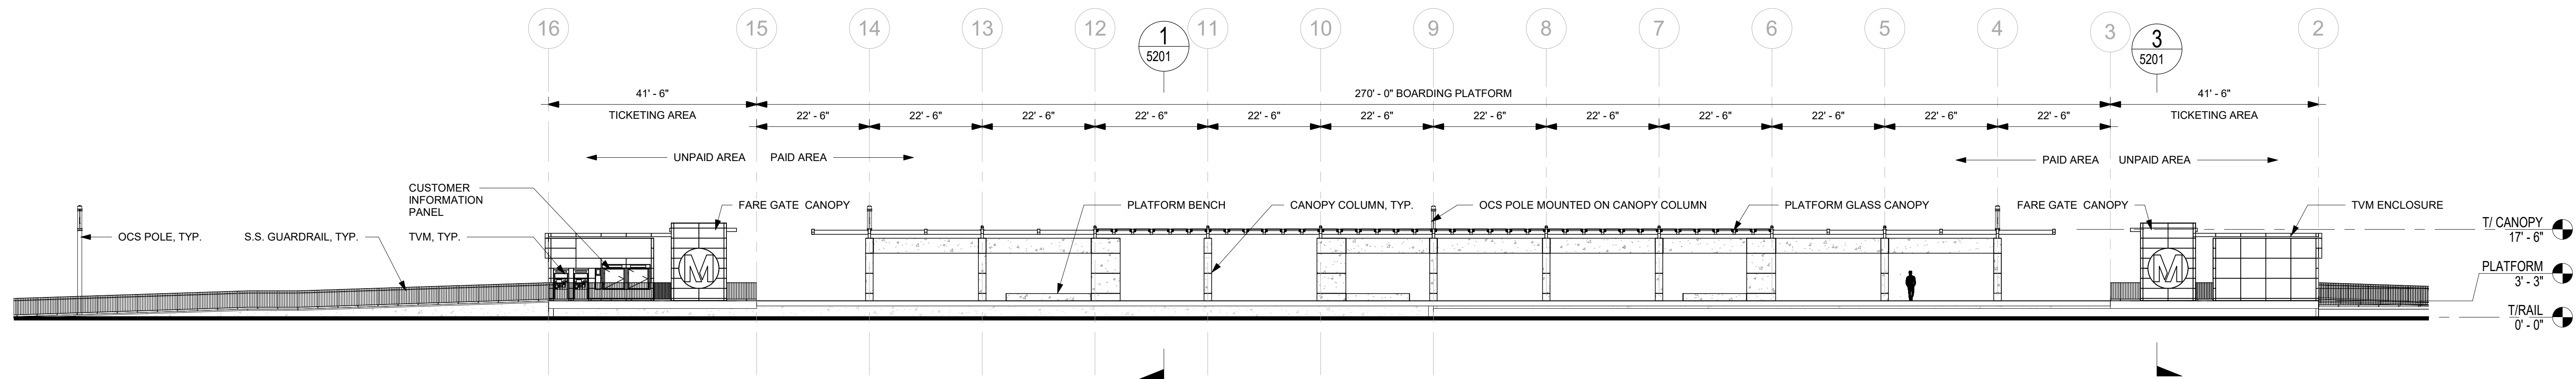 16
15
14
13
12
1
5201
11
10
9
8
7
6
5
4
3
3
5201
2
41' - 6"
270' - 0" BOARDING PLATFORM
41' - 6"
TICKETING AREA
22' - 6"
22' - 6"
22' - 6"
22' - 6"
22' - 6"
22' - 6"
22' - 6"
22' - 6"
22' - 6"
22' - 6"
22' - 6"
22' - 6"
TICKETING AREA
UNPAID AREA
PAID AREA
PAID AREA
UNPAID AREA
CUSTOMER
INFORMATION
PANEL
FARE GATE CANOPY
PLATFORM BENCH
CANOPY COLUMN, TYP.
OCS POLE MOUNTED ON CANOPY COLUMN
PLATFORM GLASS CANOPY
FARE GATE CANOPY
TVM ENCLOSURE
OCS POLE, TYP.
S.S. GUARDRAIL, TYP.
TVM, TYP.
T/ CANOPY
17' - 6"
M
M
PLATFORM
3' - 3"
T/RAIL
0' - 0"